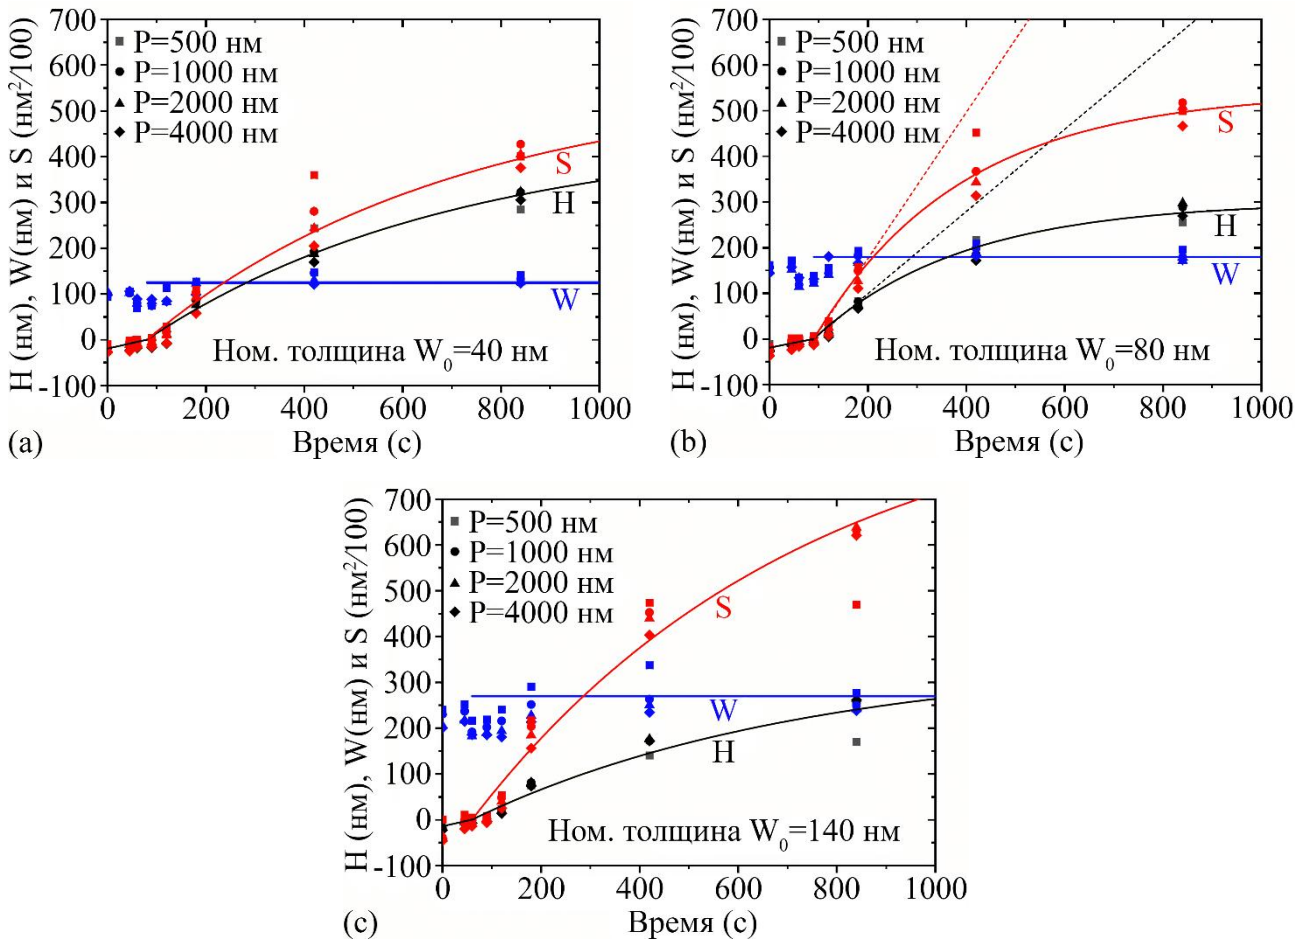 H (нм), W(нм) и S (нм²/100)
700
600
500
400
300
200
100
0
-100
P=500 нм
P=1000 нм
P=2000 нм
P=4000 нм
S
H
W
Ном. толщина W₀=40 нм
0 200 400 600 800 1000
(a) Время (с)
H (нм), W(нм) и S (нм²/100)
700
600
500
400
300
200
100
0
-100
P=500 нм
P=1000 нм
P=2000 нм
P=4000 нм
S
H
W
Ном. толщина W₀=80 нм
0 200 400 600 800 1000
(b) Время (с)
H (нм), W(нм) и S (нм²/100)
700
600
500
400
300
200
100
0
-100
P=500 нм
P=1000 нм
P=2000 нм
P=4000 нм
S
W
H
Ном. толщина W₀=140 нм
0 200 400 600 800 1000
(c) Время (с)